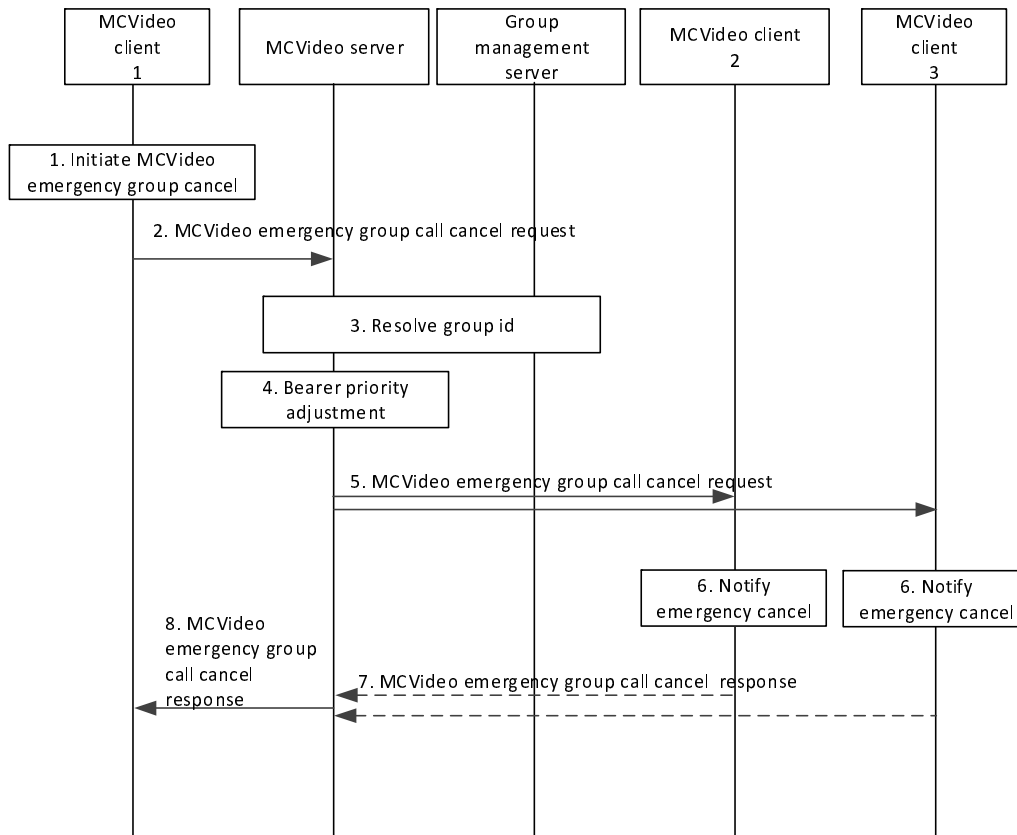 MCVideo
client
1
MCVideo server
Group
management
server
MCVideo client
2
MCVideo
client
3
1. Initiate MCVideo
emergency group cancel
2. MCVideo emergency group call cancel request
3. Resolve group id
4. Bearer priority
adjustment
5. MCVideo emergency group call cancel request
6. Notify
emergency cancel
6. Notify
emergency cancel
8. MCVideo
emergency group
call cancel
response
7. MCVideo emergency group call cancel response